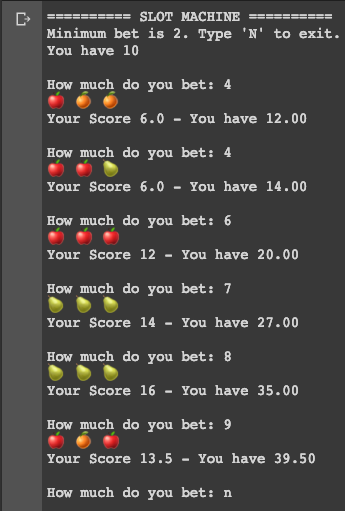 ========== SLOT MACHINE ==========
Minimum bet is 2. Type 'N' to exit.
You have 10
How much do you bet: 4
🍎 🍊 🍊
Your Score 6.0 - You have 12.00
How much do you bet: 4
🍎 🍎 🍐
Your Score 6.0 - You have 14.00
How much do you bet: 6
🍎 🍎 🍎
Your Score 12 - You have 20.00
How much do you bet: 7
🍐 🍐 🍐
Your Score 14 - You have 27.00
How much do you bet: 8
🍐 🍐 🍐
Your Score 16 - You have 35.00
How much do you bet: 9
🍎 🍊 🍎
Your Score 13.5 - You have 39.50
How much do you bet: n